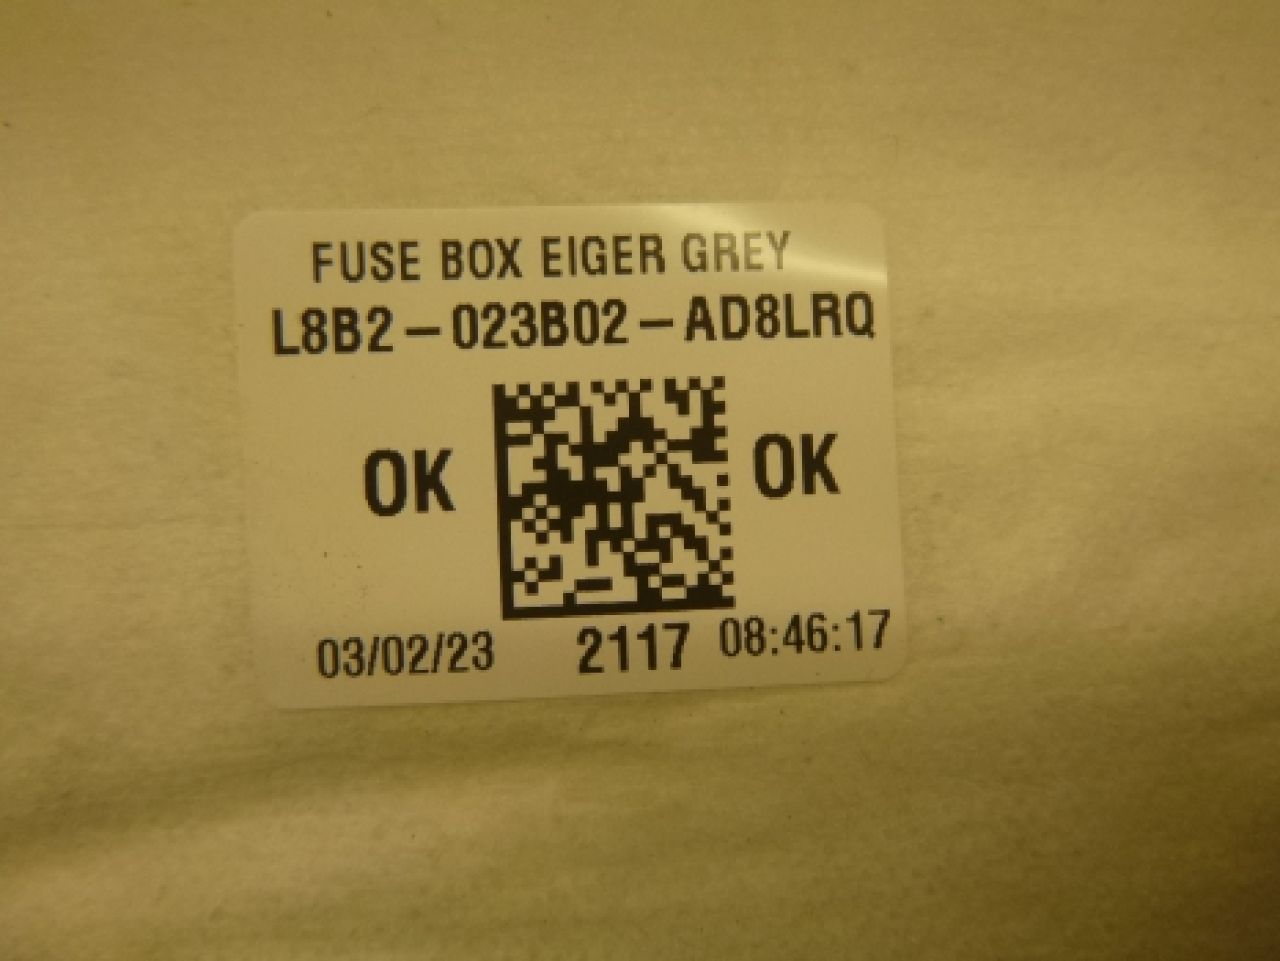 FUSE BOX EIGER GREY
L8B2-023B02-AD8LRQ
OK OK
03/02/23 2117 08:46:17